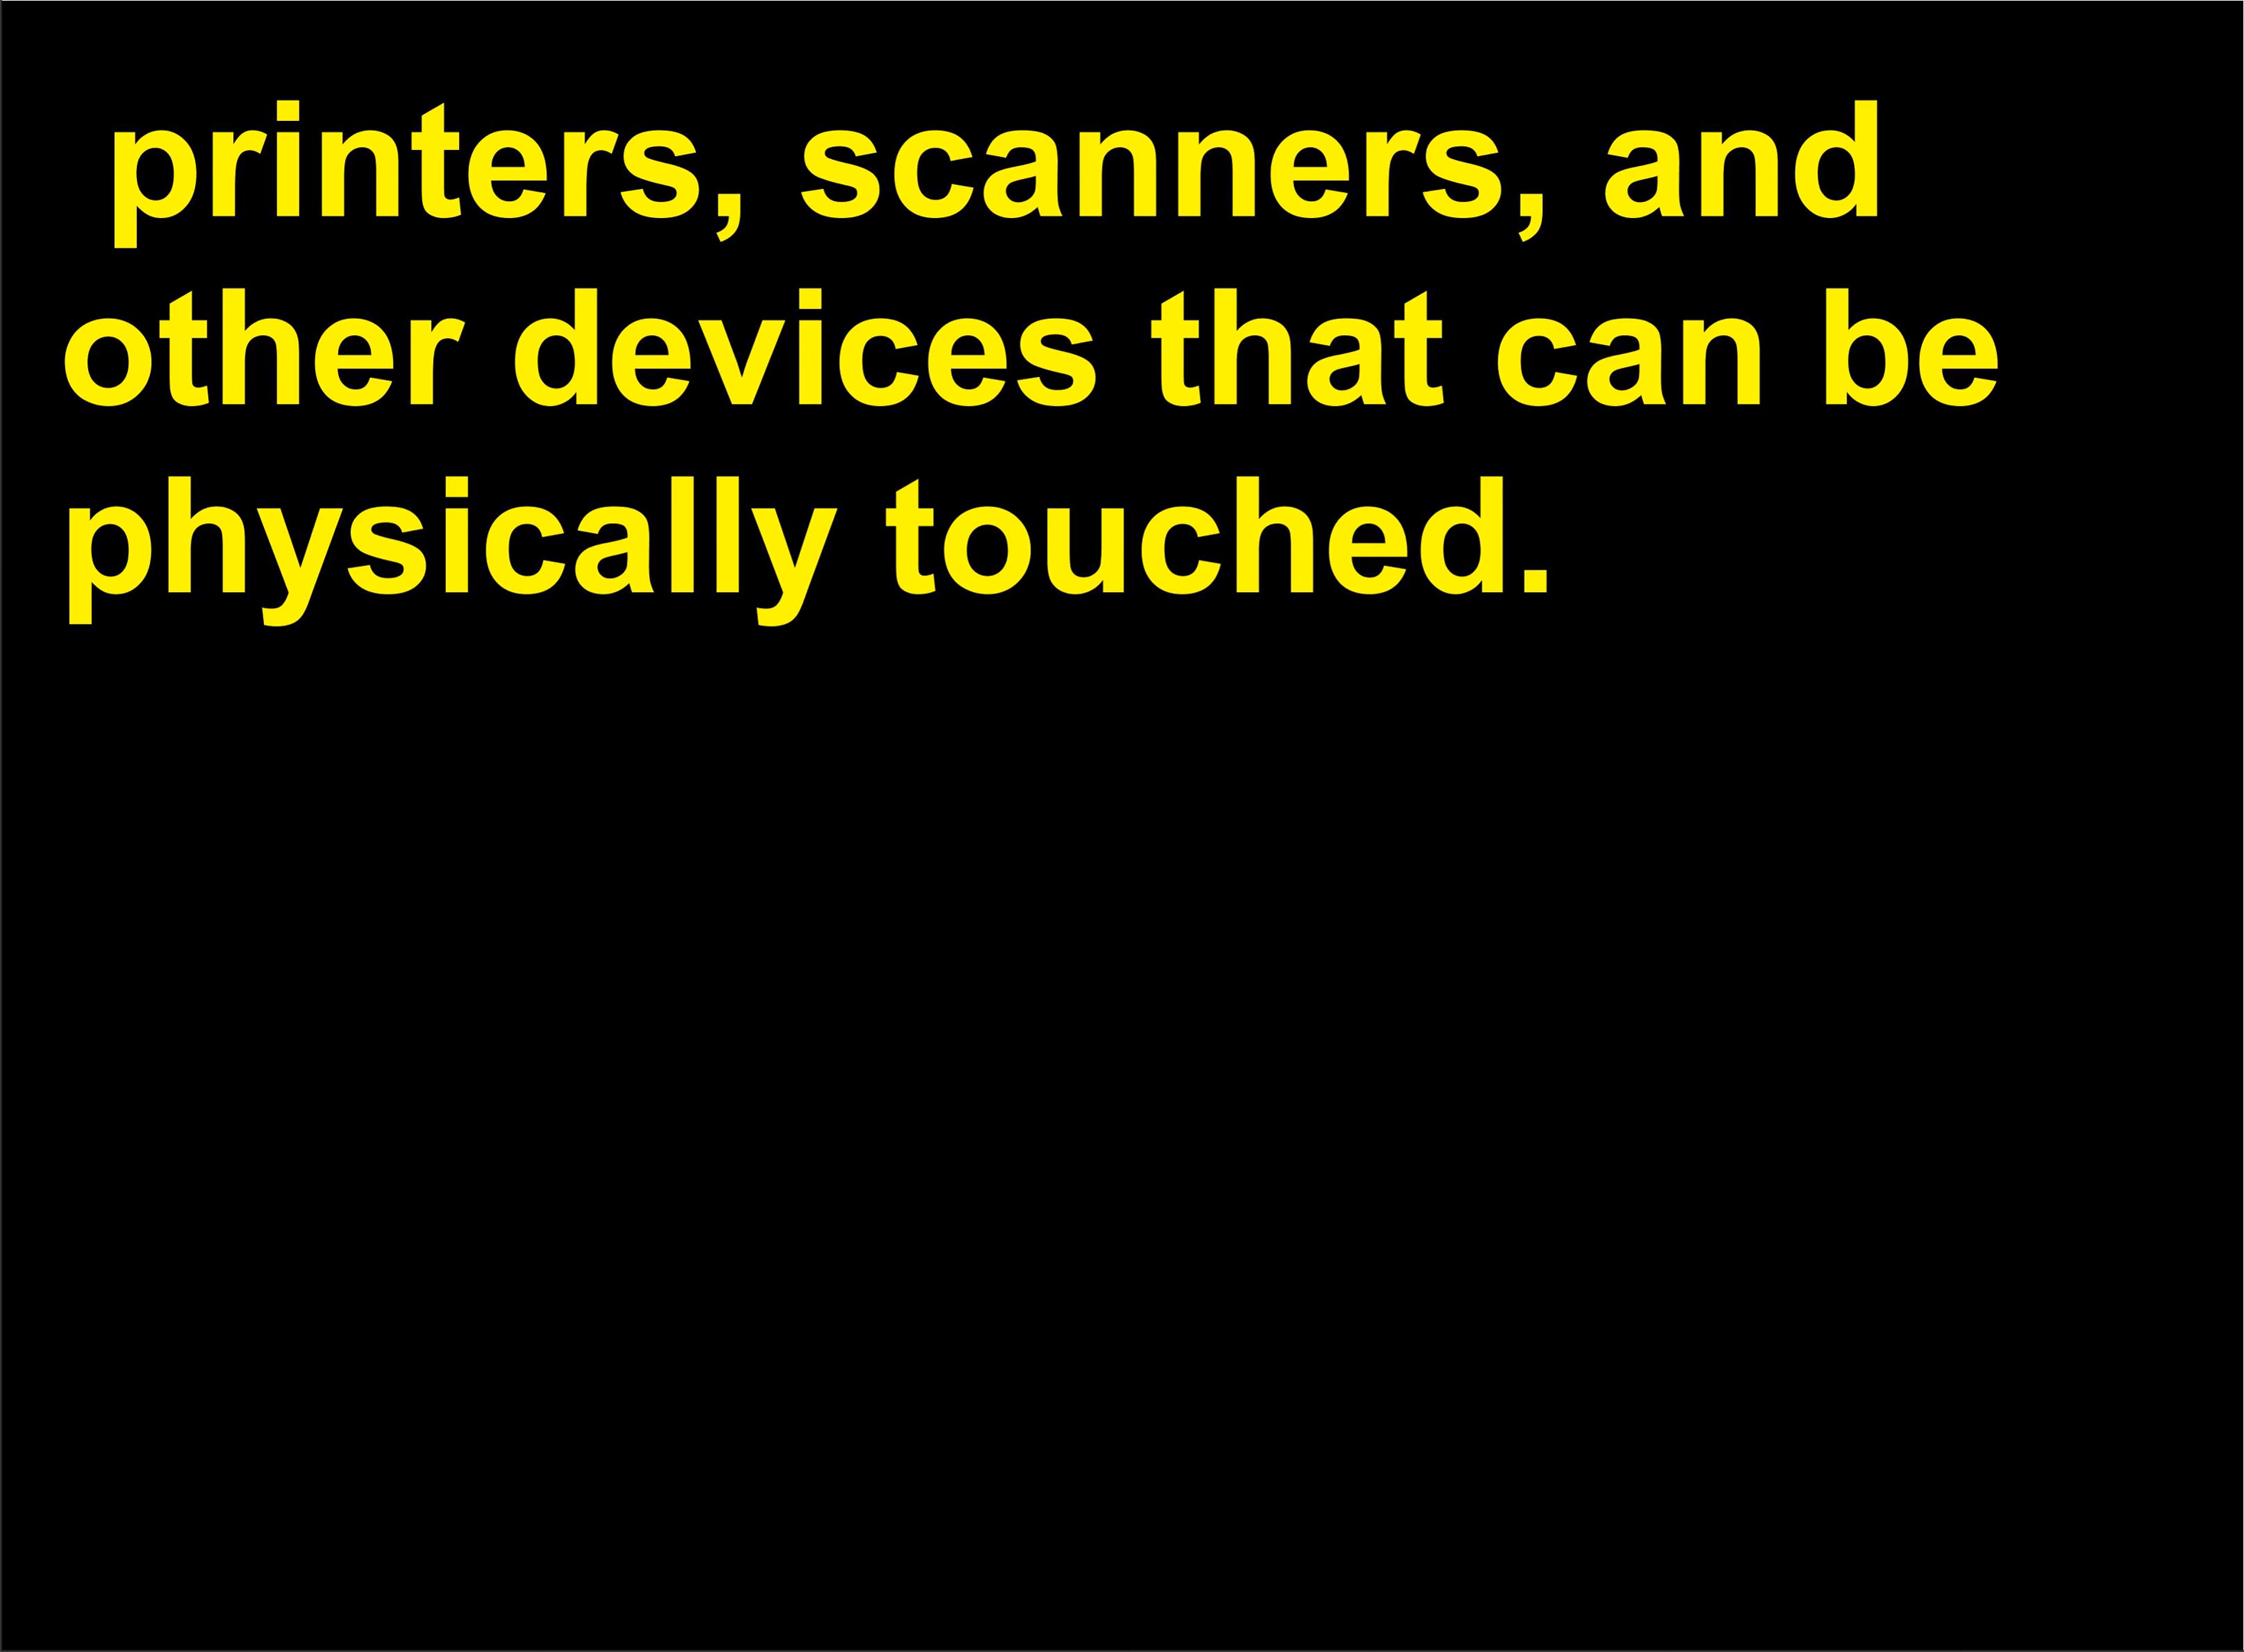 printers, scanners, and
other devices that can be
physically touched.